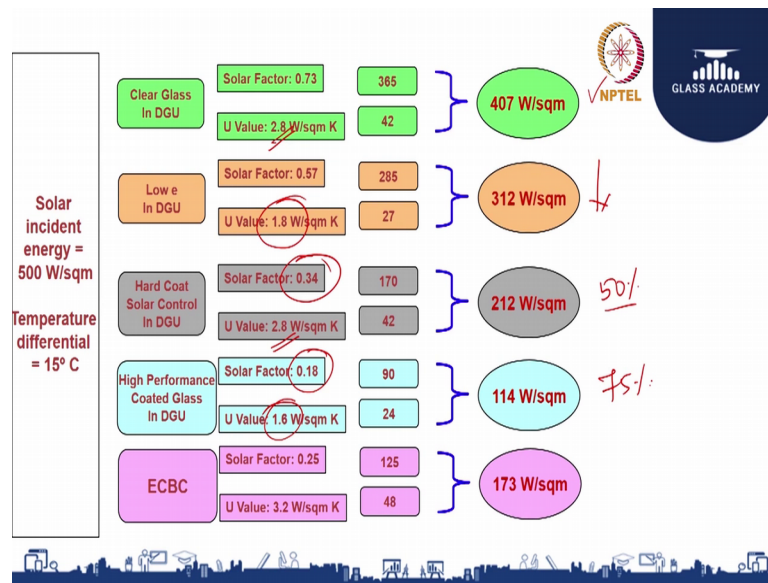 Solar
incident
energy =
500 W/sqm
Temperature
differential
= 15° C
Clear Glass
In DGU
Solar Factor: 0.73
365
U Value: 2.8 W/sqm K
42
407 W/sqm
NPTEL
GLASS ACADEMY
Low e
In DGU
Solar Factor: 0.57
285
U Value: 1.8 W/sqm K
27
312 W/sqm
Hard Coat
Solar Control
In DGU
Solar Factor: 0.34
170
U Value: 2.8 W/sqm K
42
212 W/sqm
50%
High Performance
Coated Glass
In DGU
Solar Factor: 0.18
90
U Value: 1.6 W/sqm K
24
114 W/sqm
75%
ECBC
Solar Factor: 0.25
125
U Value: 3.2 W/sqm K
48
173 W/sqm